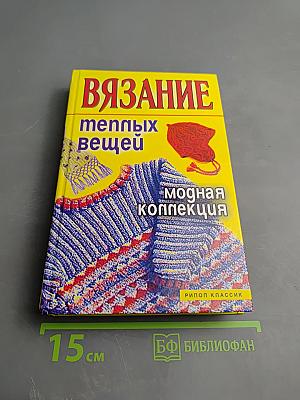 ВЯЗАНИЕ
теплых
вещей
модная
коллекция
РИПОЛ КЛАССИК
15 см
БФ БИБЛИОФАН